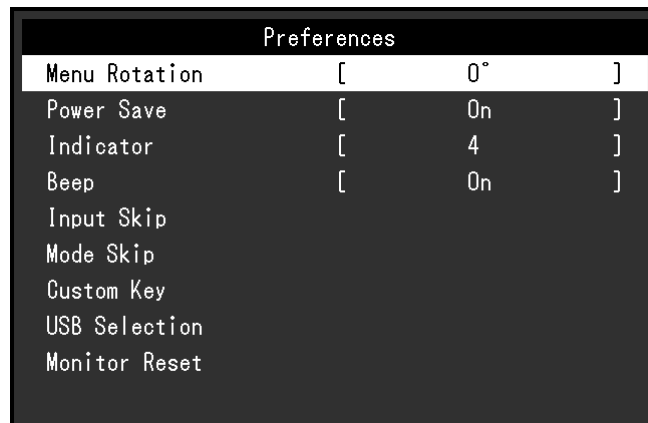 Preferences
Menu Rotation [ 0° ]
Power Save [ On ]
Indicator [ 4 ]
Beep [ On ]
Input Skip
Mode Skip
Custom Key
USB Selection
Monitor Reset